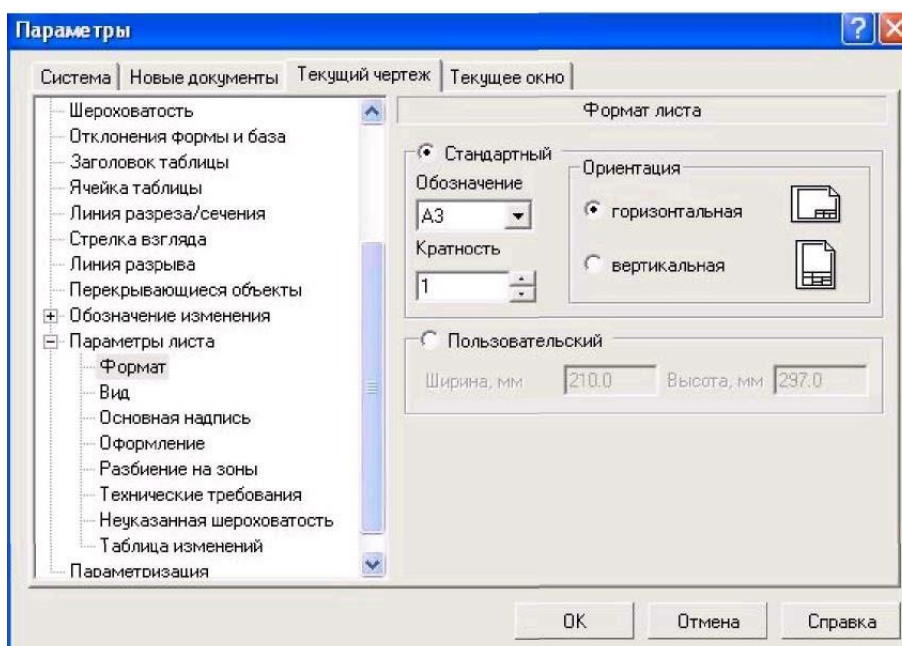 Параметры
Система
Новые документы
Текущий чертеж
Текущее окно
Шероховатость
Отклонения формы и база
Заголовок таблицы
Ячейка таблицы
Линия разреза/сечения
Стрелка взгляда
Линия разрыва
Перекрывающиеся объекты
Обозначение изменения
Параметры листа
Формат
Вид
Основная надпись
Оформление
Разбиение на зоны
Технические требования
Неуказанная шероховатость
Таблица изменений
Параметризация
Формат листа
Стандартный
Обозначение
A3
Кратность
1
Ориентация
горизонтальная
вертикальная
Пользовательский
Ширина, мм 210.0 Высота, мм 297.0
OK Отмена Справка